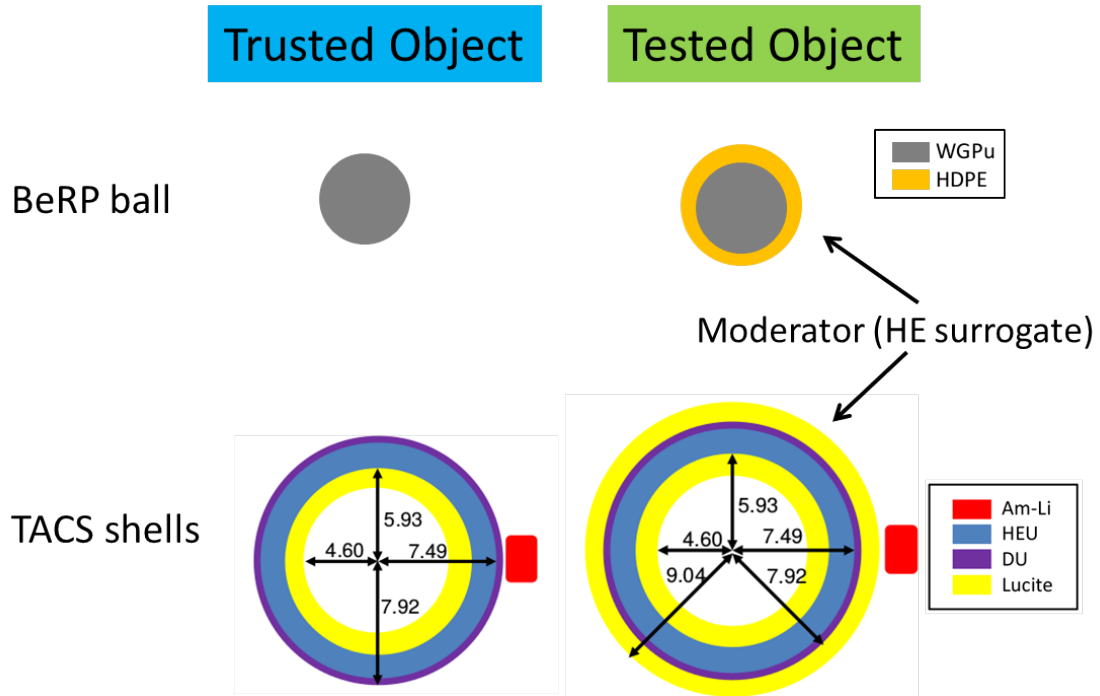 Trusted Object
Tested Object
BeRP ball
WGPu
HDPE
Moderator (HE surrogate)
TACS shells
5.93
4.60
7.49
7.92
5.93
4.60
7.49
9.04
7.92
Am-Li
HEU
DU
Lucite